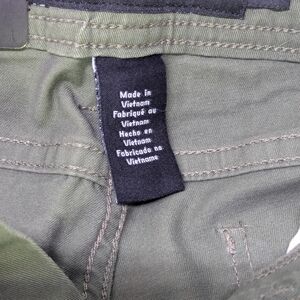 Made in
Vietnam
Fabriqué au
Vietnam
Hecho en
Vietnam
Fabricado no
Vietname